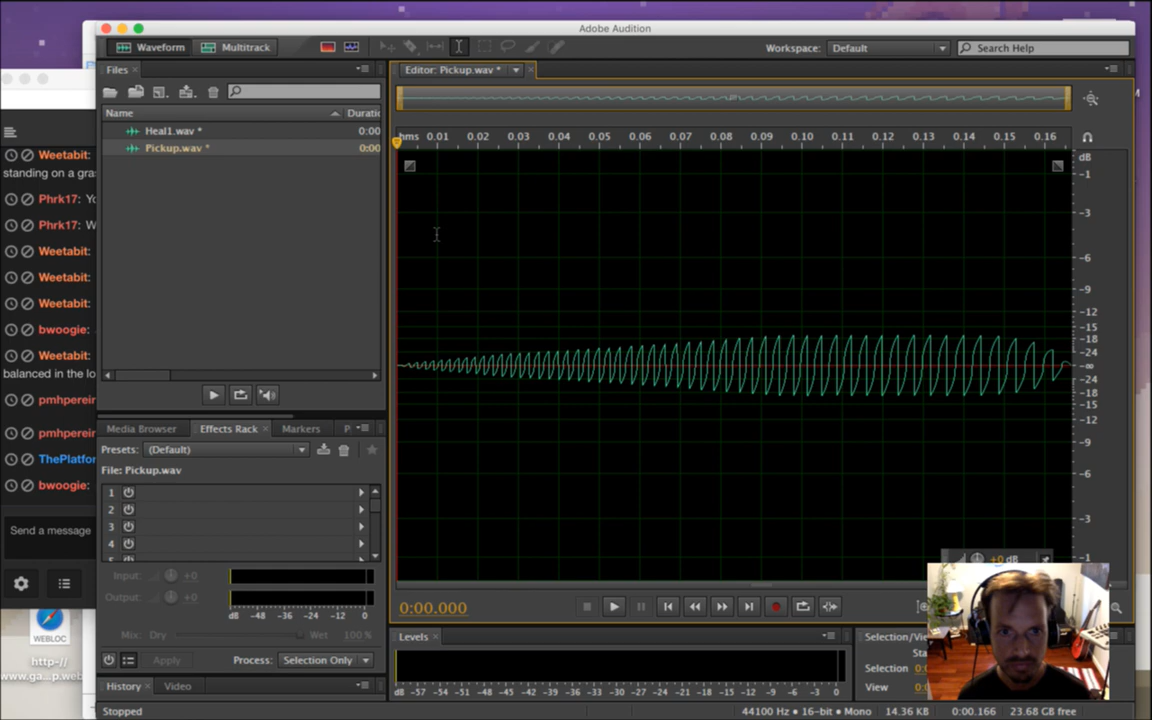 Adobe Audition
Waveform
Multitrack
Workspace: Default
Search Help
Files
Editor: Pickup.wav *
Name
Duratio
Heal1.wav *
0:00
Pickup.wav *
0:00
hms 0.01 0.02 0.03 0.04 0.05 0.06 0.07 0.08 0.09 0.10 0.11 0.12 0.13 0.14 0.15 0.16
dB
-1
-3
-6
-9
-12
-15
-18
-24
-∞
-24
-18
-15
-12
-9
-6
-3
-1
+0 dB
Weetabit:
standing on a gra
Phrk17: Yo
Phrk17: W
Weetabit:
Weetabit:
Weetabit:
bwoogie:
Weetabit:
balanced in the lo
pmhpereir
pmhpereir
ThePlatfor
bwoogie:
Send a message
WEBLOC
http-//
www.ga...p.web
Media Browser
Effects Rack
Markers
P
Presets: (Default)
File: Pickup.wav
1
2
3
4
Input: +0
Output: +0
dB -48 -36 -24 -12 0
Mix: Dry Wet 100 %
Apply
Process: Selection Only
History
Video
0:00.000
Levels
dB -57 -54 -51 -48 -45 -42 -39 -36 -33 -30 -27 -24 -21 -18 -15 -12 -9 -6 -3 0
Selection/Vi
Sta
Selection 0:
View 0:
Stopped
44100 Hz • 16-bit • Mono
14.36 KB
0:00.166
23.68 GB free